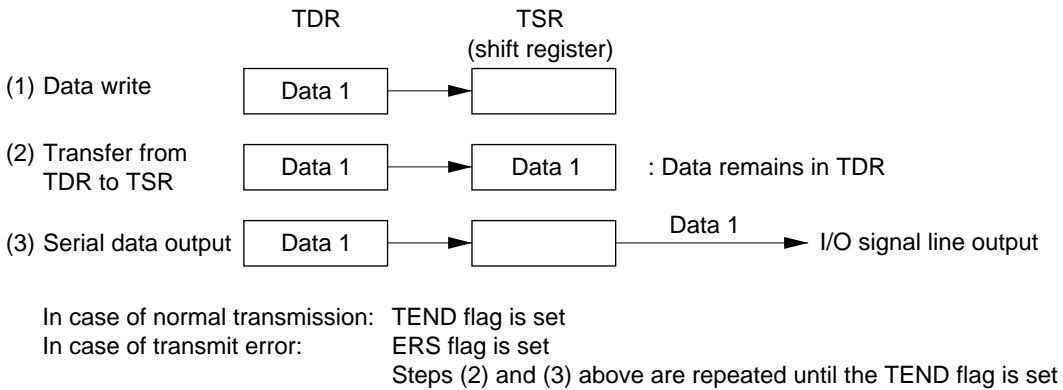 TDR TSR
(shift register)
(1) Data write Data 1
(2) Transfer from
TDR to TSR Data 1 Data 1 : Data remains in TDR
(3) Serial data output Data 1 Data 1 I/O signal line output
In case of normal transmission: TEND flag is set
In case of transmit error: ERS flag is set
Steps (2) and (3) above are repeated until the TEND flag is set